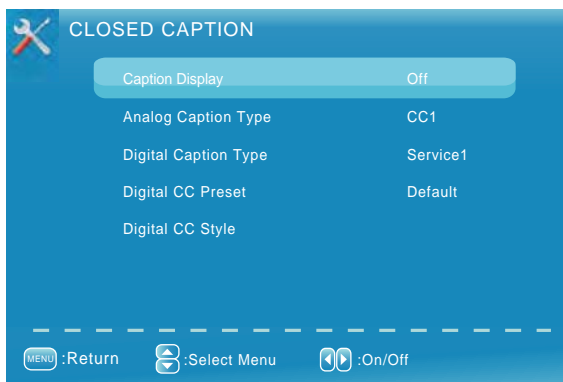 CLOSED CAPTION
Caption Display Off
Analog Caption Type CC1
Digital Caption Type Service1
Digital CC Preset Default
Digital CC Style
MENU :Return :Select Menu :On/Off